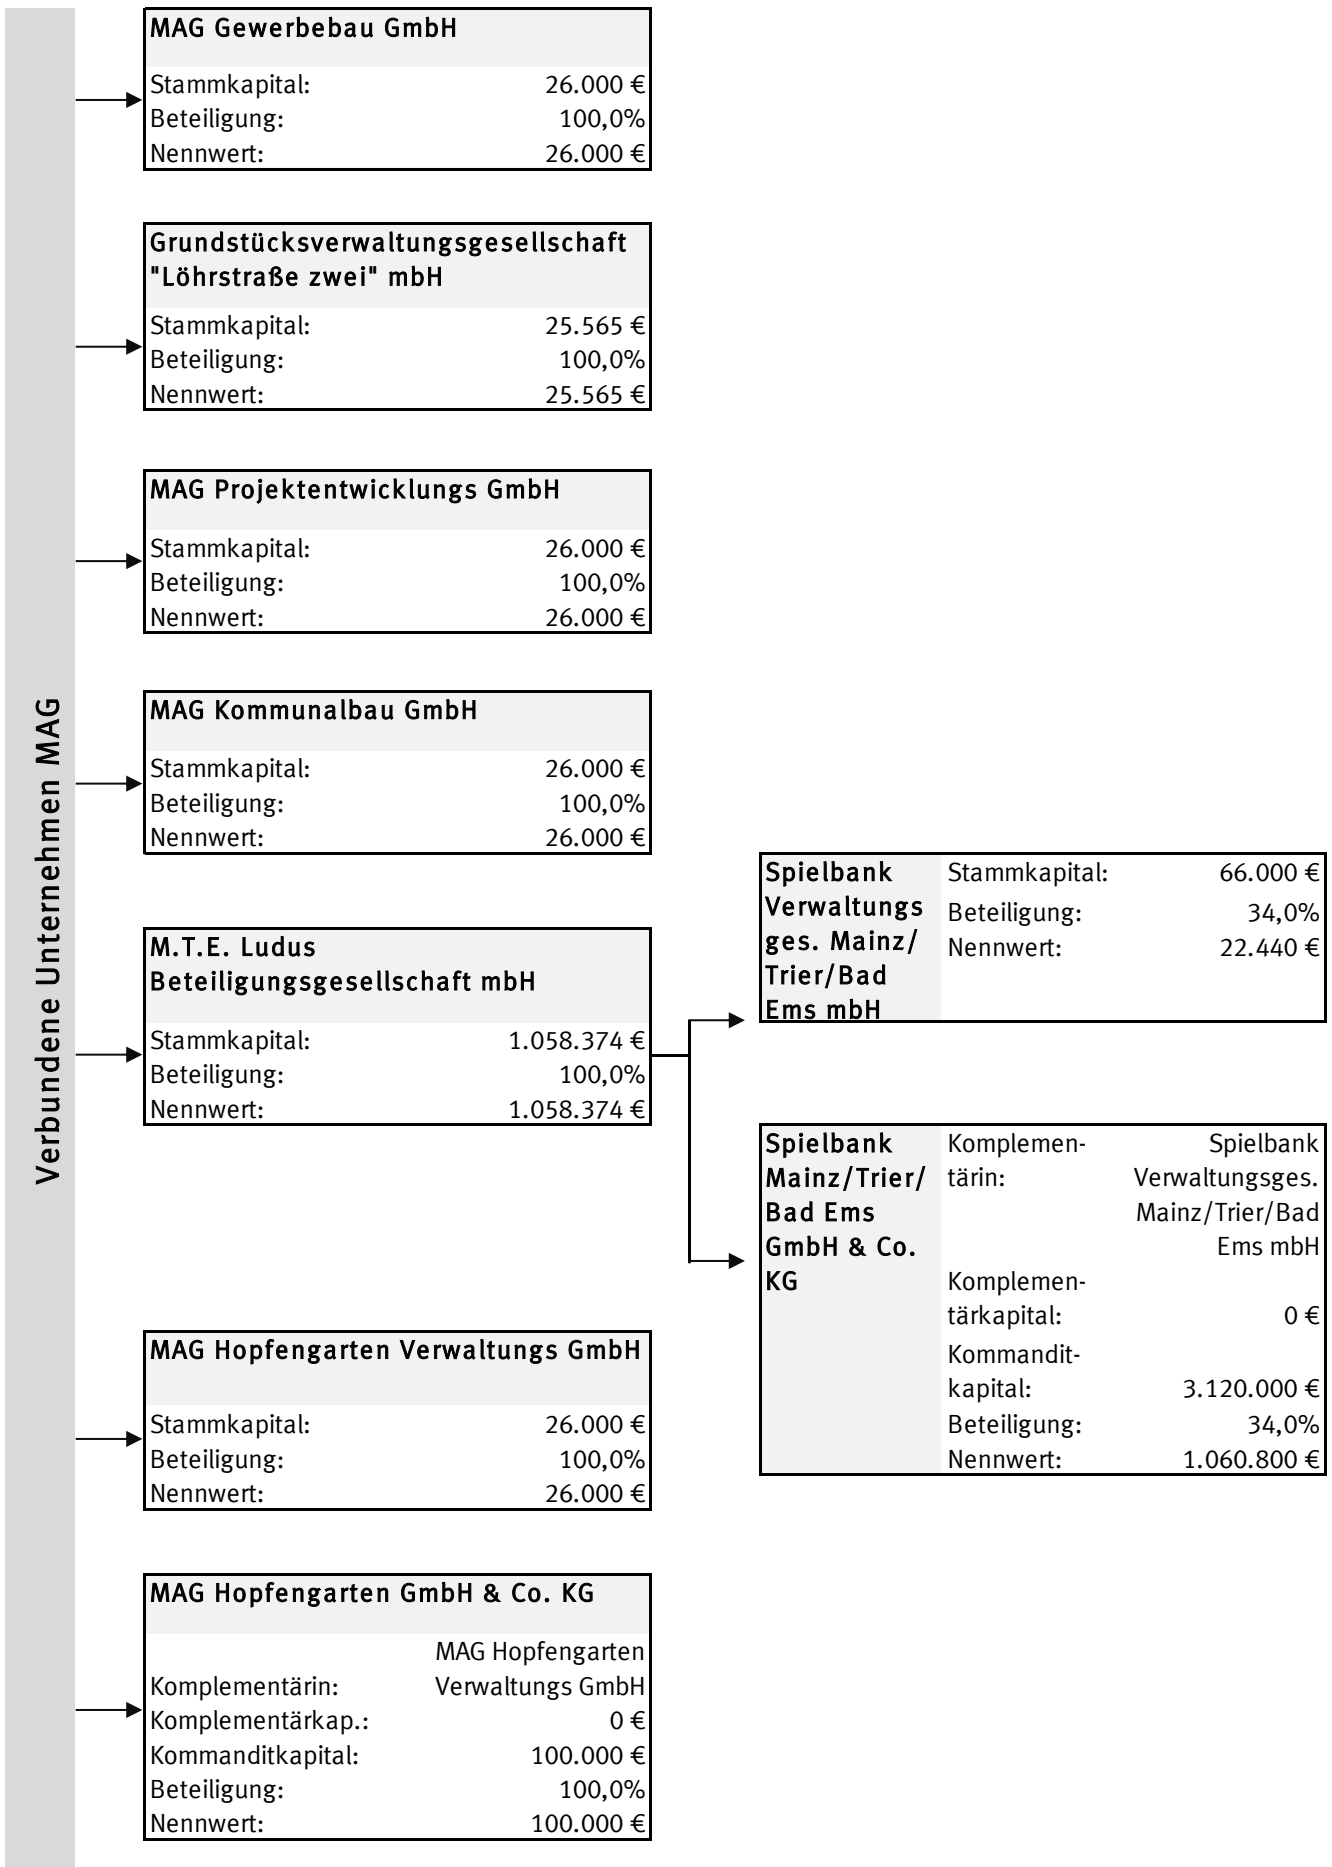 Verbundene Unternehmen MAG
MAG Gewerbebau GmbH
Stammkapital: 26.000 €
Beteiligung: 100,0%
Nennwert: 26.000 €
Grundstücksverwaltungsgesellschaft
"Löhrstraße zwei" mbH
Stammkapital: 25.565 €
Beteiligung: 100,0%
Nennwert: 25.565 €
MAG Projektentwicklungs GmbH
Stammkapital: 26.000 €
Beteiligung: 100,0%
Nennwert: 26.000 €
MAG Kommunalbau GmbH
Stammkapital: 26.000 €
Beteiligung: 100,0%
Nennwert: 26.000 €
M.T.E. Ludus
Beteiligungsgesellschaft mbH
Stammkapital: 1.058.374 €
Beteiligung: 100,0%
Nennwert: 1.058.374 €
Spielbank
Verwaltungs
ges. Mainz/
Trier/Bad
Ems mbH
Stammkapital: 66.000 €
Beteiligung: 34,0%
Nennwert: 22.440 €
Spielbank
Mainz/Trier/
Bad Ems
GmbH & Co.
KG
Komplemen- Spielbank
tärin: Verwaltungsges.
Mainz/Trier/Bad
Ems mbH
Komplemen-
tärkapital: 0 €
Kommandit-
kapital: 3.120.000 €
Beteiligung: 34,0%
Nennwert: 1.060.800 €
MAG Hopfengarten Verwaltungs GmbH
Stammkapital: 26.000 €
Beteiligung: 100,0%
Nennwert: 26.000 €
MAG Hopfengarten GmbH & Co. KG
MAG Hopfengarten
Komplementärin: Verwaltungs GmbH
Komplementärkap.: 0 €
Kommanditkapital: 100.000 €
Beteiligung: 100,0%
Nennwert: 100.000 €